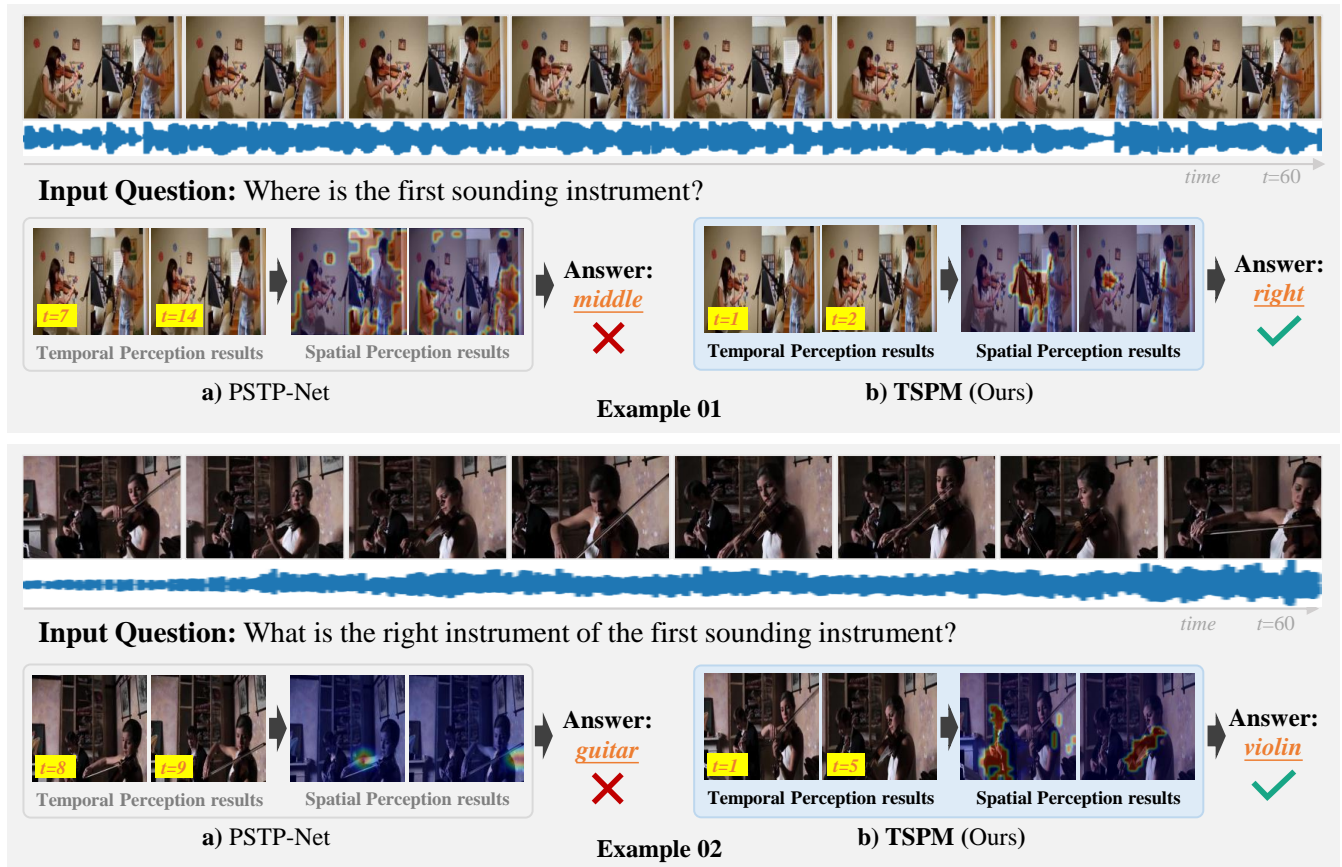 time t=60
Input Question: Where is the first sounding instrument?
t=7 t=14
Temporal Perception results Spatial Perception results
Answer:
middle
a) PSTP-Net
t=1 t=2
Temporal Perception results Spatial Perception results
Answer:
right
b) TSPM (Ours)
Example 01
time t=60
Input Question: What is the right instrument of the first sounding instrument?
t=8 t=9
Temporal Perception results Spatial Perception results
Answer:
guitar
a) PSTP-Net
t=1 t=5
Temporal Perception results Spatial Perception results
Answer:
violin
b) TSPM (Ours)
Example 02